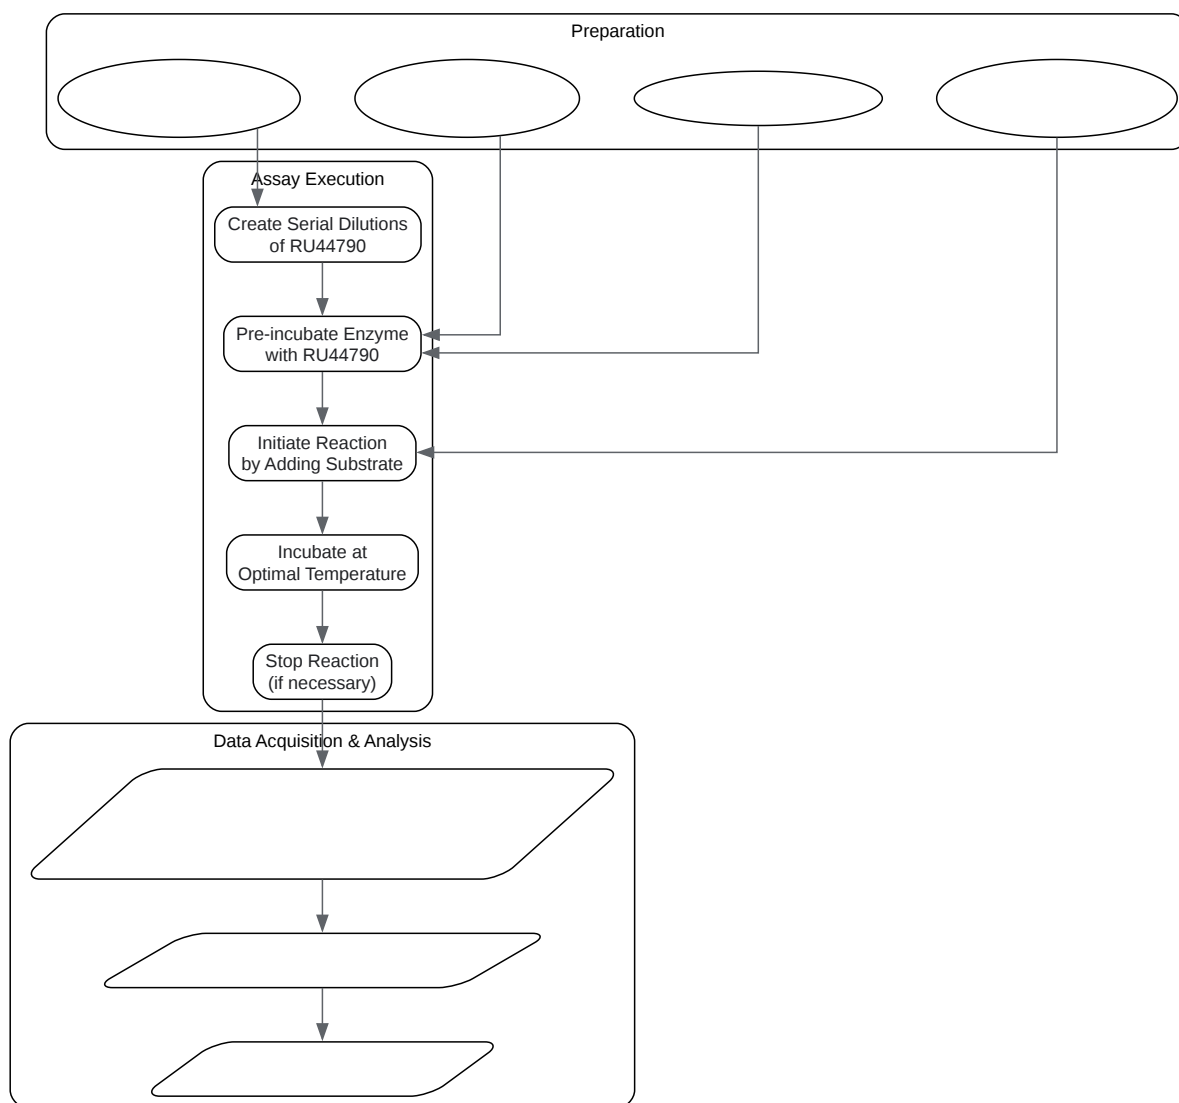 Preparation
Assay Execution
Create Serial Dilutions
of RU44790
Pre-incubate Enzyme
with RU44790
Initiate Reaction
by Adding Substrate
Incubate at
Optimal Temperature
Stop Reaction
(if necessary)
Data Acquisition & Analysis